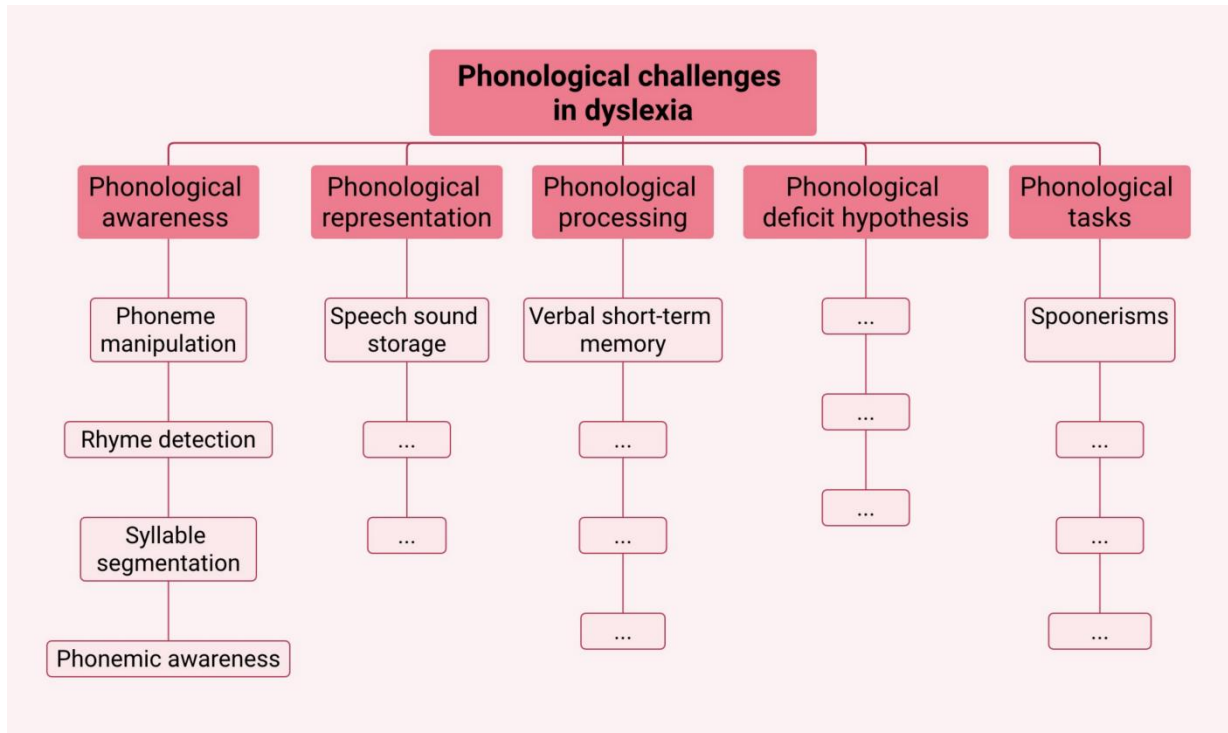 Phonological challenges
in dyslexia
Phonological
awareness
Phonological
representation
Phonological
processing
Phonological
deficit hypothesis
Phonological
tasks
Phoneme
manipulation
Rhyme detection
Syllable
segmentation
Phonemic awareness
Speech sound
storage
...
...
Verbal short-term
memory
...
...
...
...
...
...
Spoonerisms
...
...
...